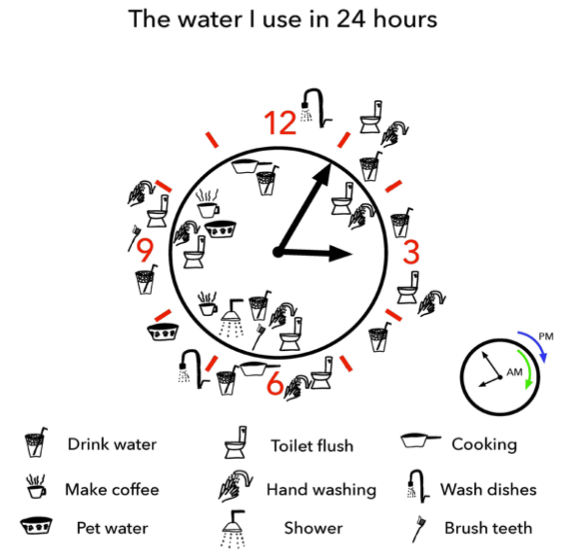 The water I use in 24 hours
12
9
3
6
PM
AM
Drink water
Toilet flush
Cooking
Make coffee
Hand washing
Wash dishes
Pet water
Shower
Brush teeth